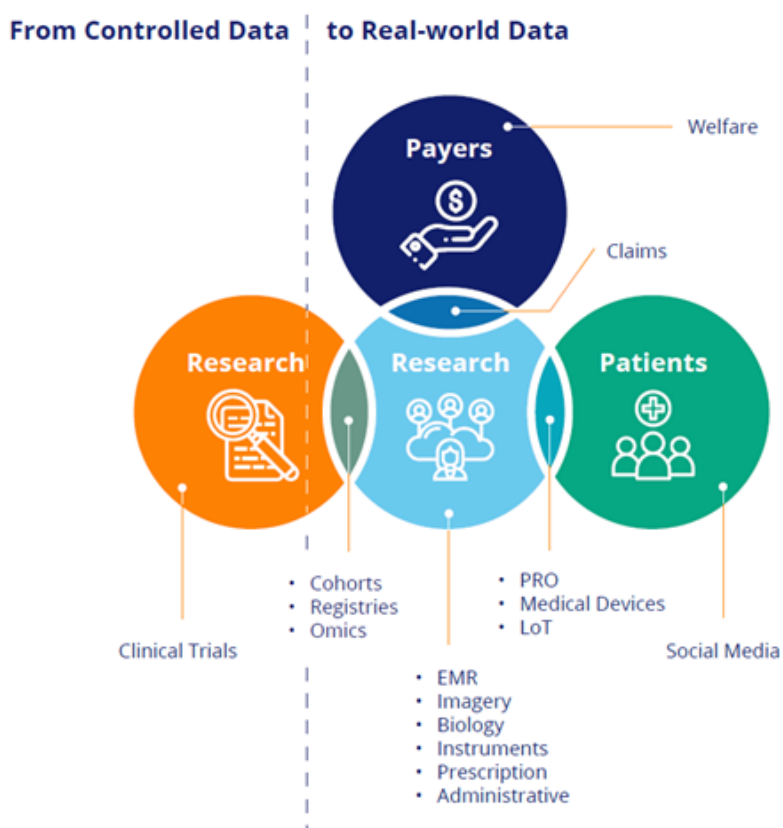 From Controlled Data to Real-world Data
Payers
Welfare
$
Claims
Research
Research
Patients
• Cohorts
• Registries
• Omics
• PRO
• Medical Devices
• LoT
Clinical Trials
Social Media
• EMR
• Imagery
• Biology
• Instruments
• Prescription
• Administrative